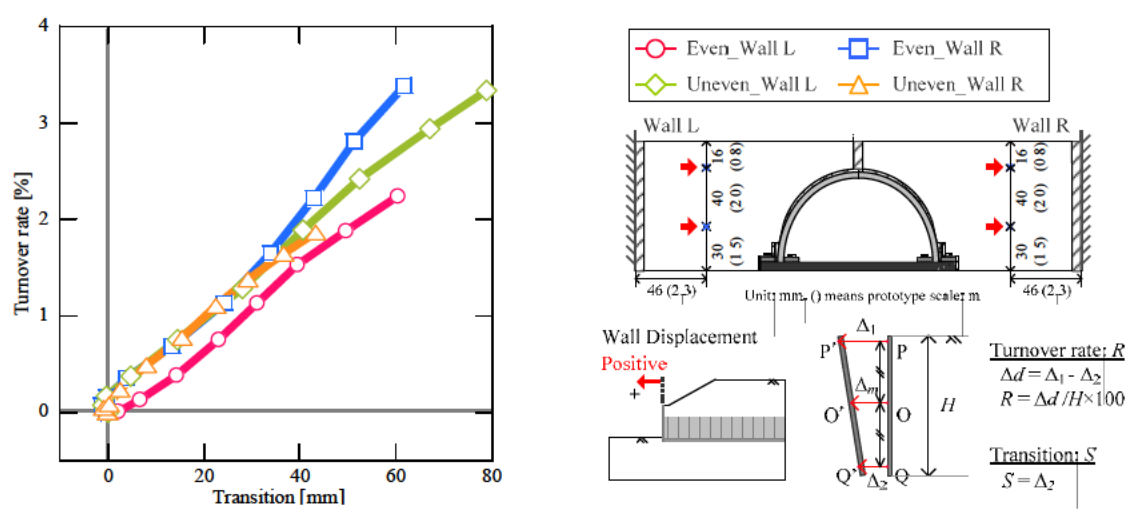 4
3
2
1
0
Turnover rate [%]
0
20
40
60
80
Transition [mm]
Even_Wall L
Even_Wall R
Uneven_Wall L
Uneven_Wall R
Wall L
Wall R
16
(0.8)
40
(2.0)
30
(1.5)
16
(0.8)
40
(2.0)
30
(1.5)
46 (2.3)
46 (2.3)
Unit: mm, () means prototype scale: m
Wall Displacement
Positive
+
Δ1
P'
P
Δm
H
O'
O
Q'
Δ2
Q
Turnover rate: R
Δd = Δ1 - Δ2
R = Δd /H×100
Transition: S
S = Δ2